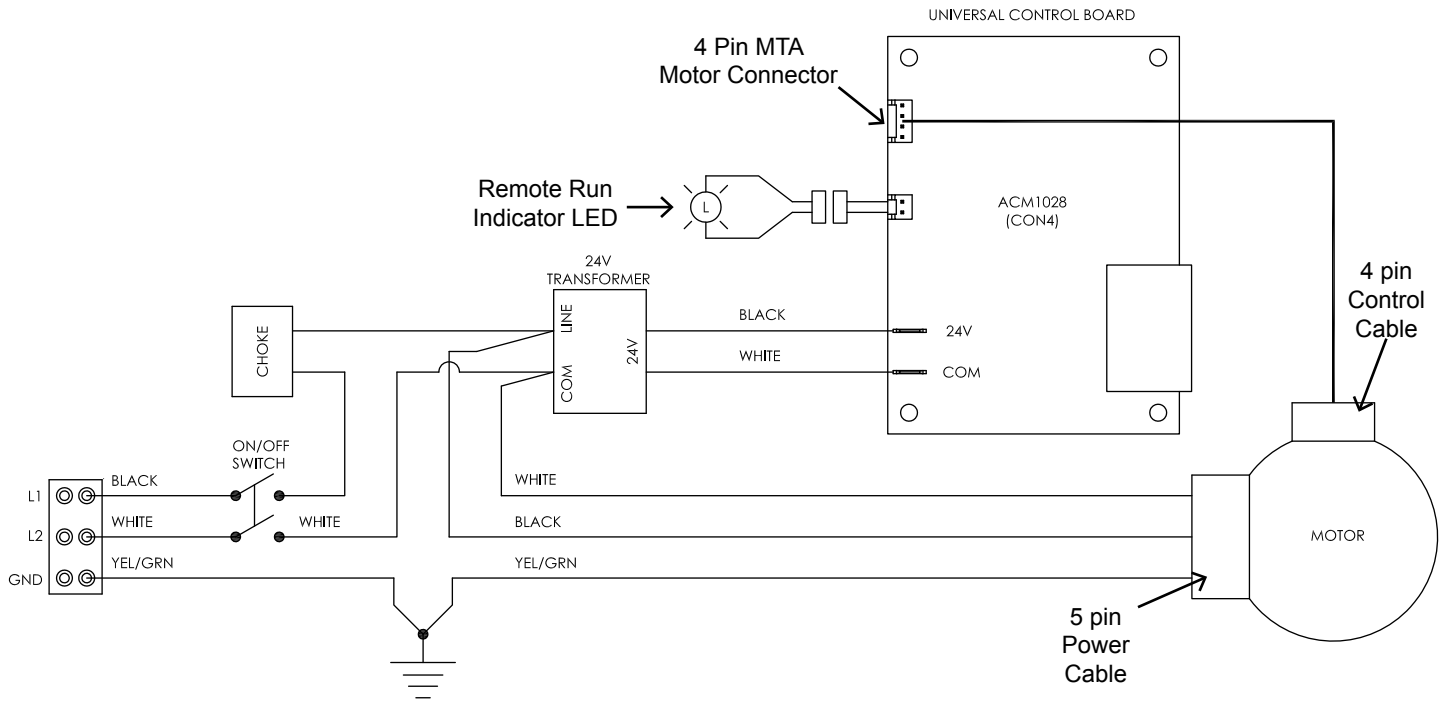 UNIVERSAL CONTROL BOARD
4 Pin MTA
Motor Connector
Remote Run
Indicator LED
L
ACM1028
(CON4)
24V
TRANSFORMER
4 pin
Control
Cable
CHOKE
LINE
COM
24V
BLACK
WHITE
24V
COM
ON/OFF
SWITCH
L1
BLACK
WHITE
L2
WHITE
WHITE
BLACK
MOTOR
GND
YEL/GRN
YEL/GRN
5 pin
Power
Cable